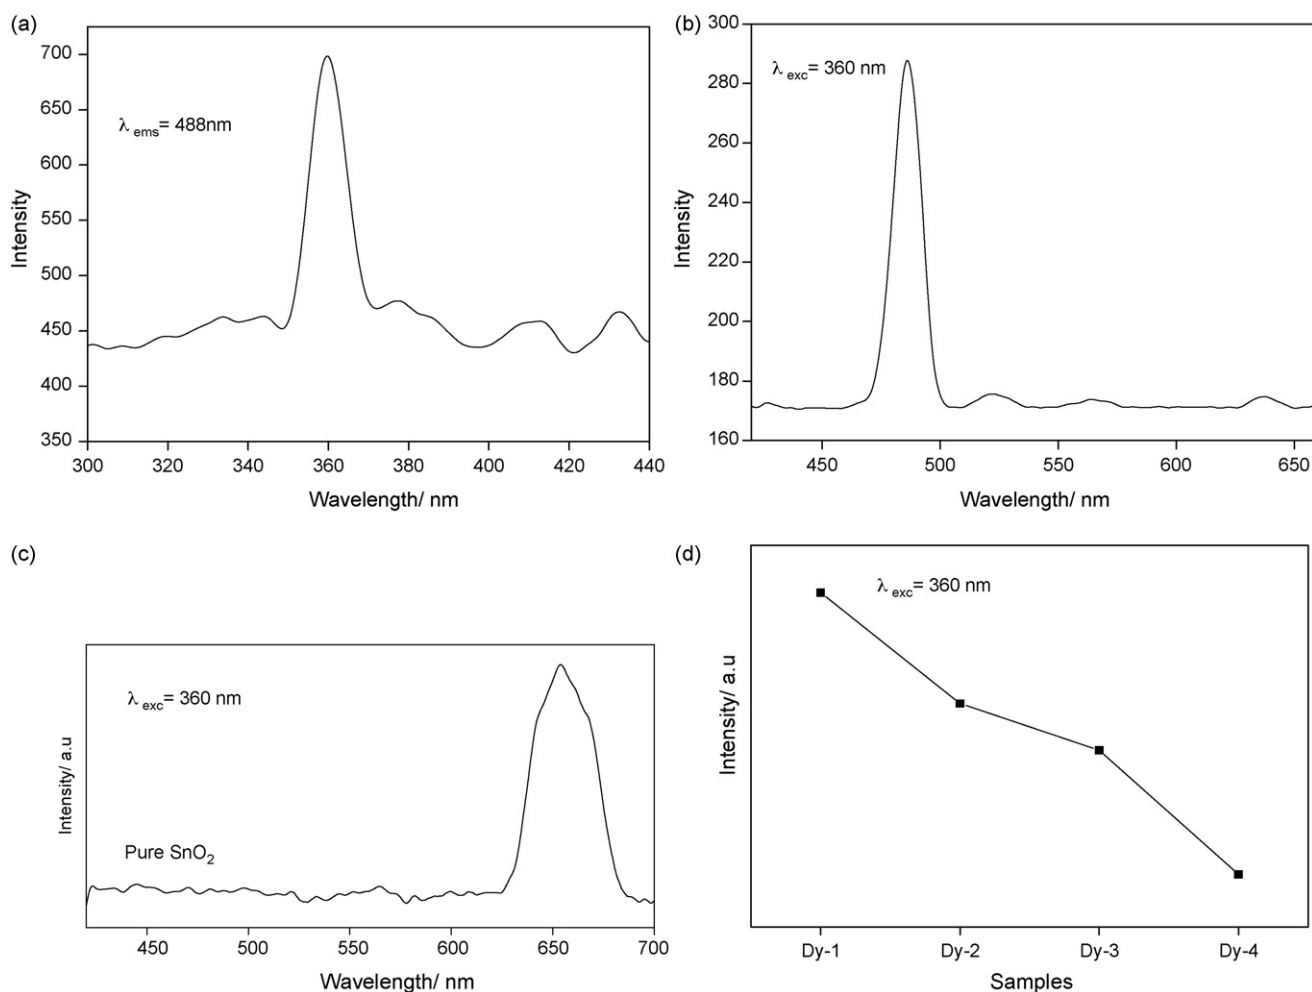 (a)
700
650
600
550
500
450
400
350
λ ems = 488nm
Intensity
300 320 340 360 380 400 420 440
Wavelength/ nm
(b)
300
280
260
240
220
200
180
160
λ exc = 360 nm
Intensity
450 500 550 600 650
Wavelength/ nm
(c)
λ exc = 360 nm
Intensity/ a.u
Pure SnO2
450 500 550 600 650 700
Wavelength/ nm
(d)
λ exc = 360 nm
Intensity/ a.u
Dy-1 Dy-2 Dy-3 Dy-4
Samples